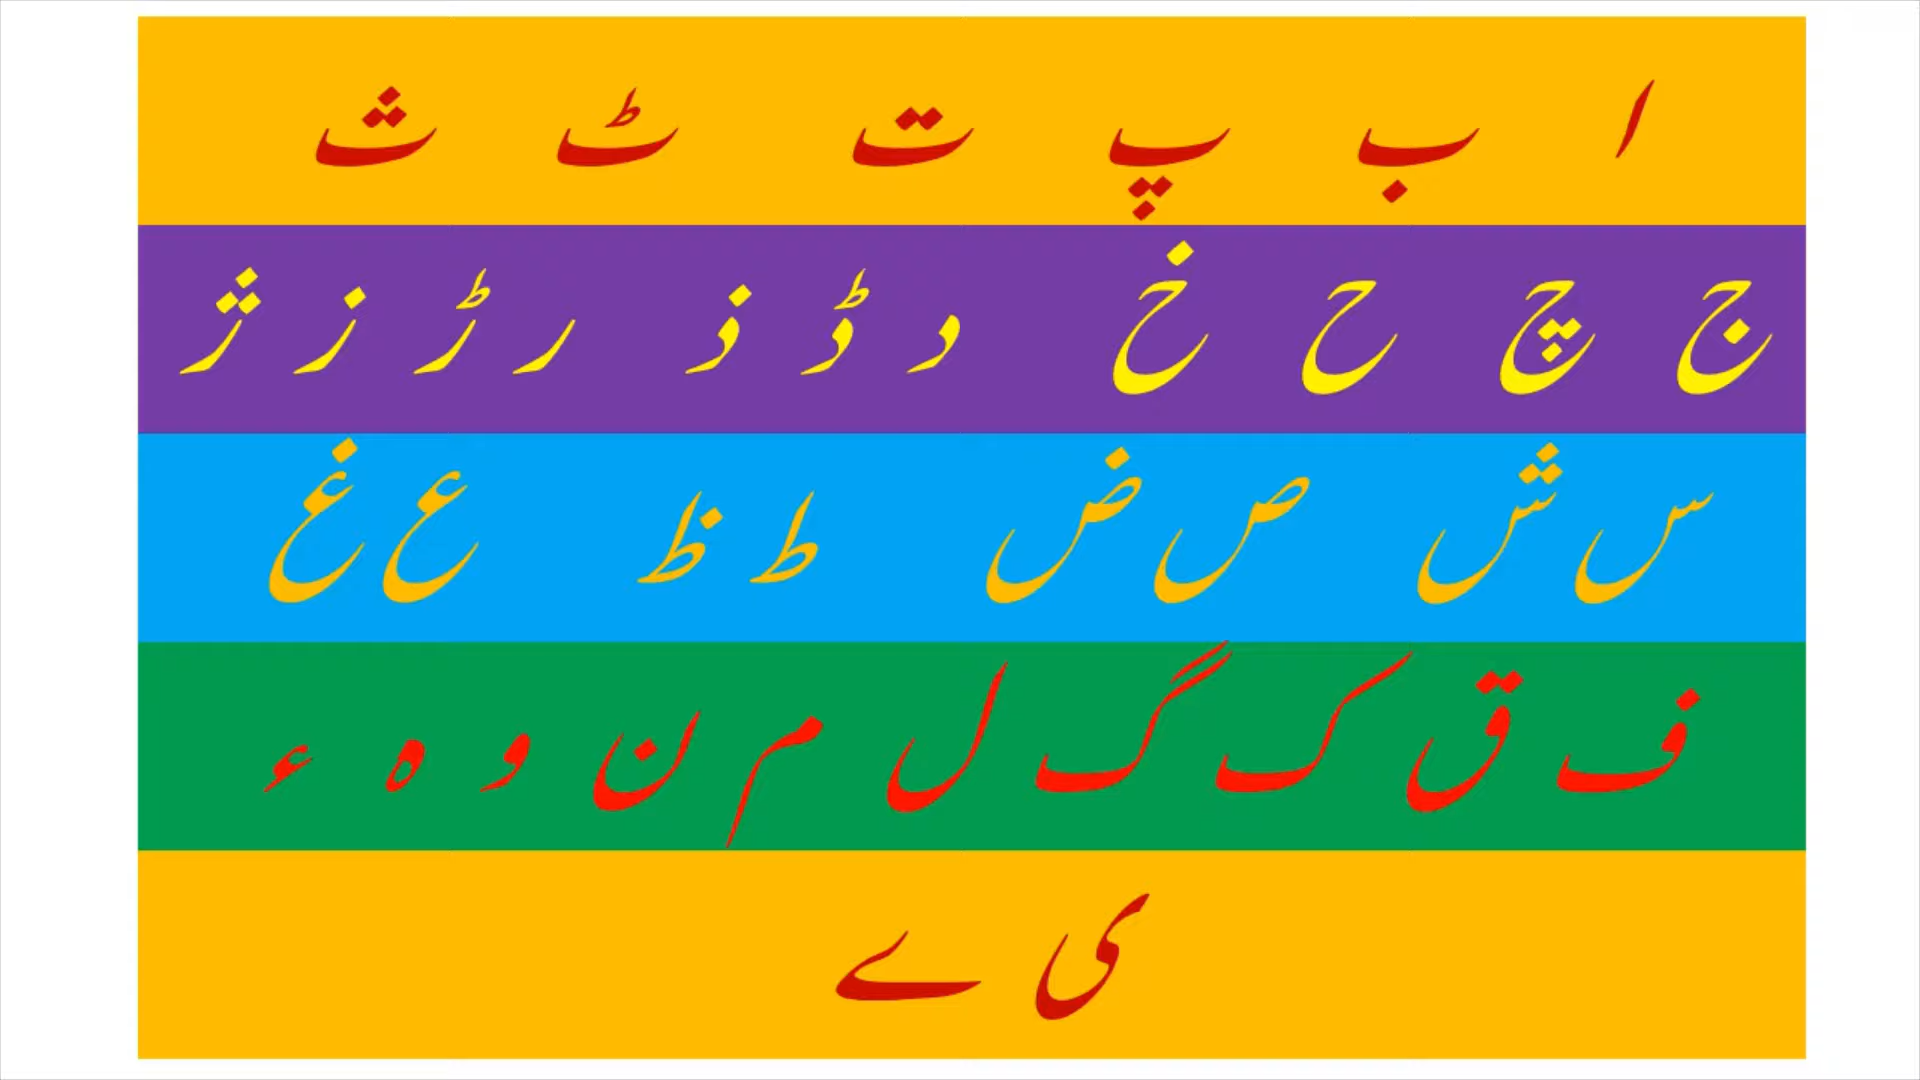 ا ب پ ت ٹ ث
ج چ ح خ د ڈ ذ ر ڑ ز ژ
س ش ص ض ط ظ ع غ
ف ق ک گ ل م ن و ہ ء
ی ے